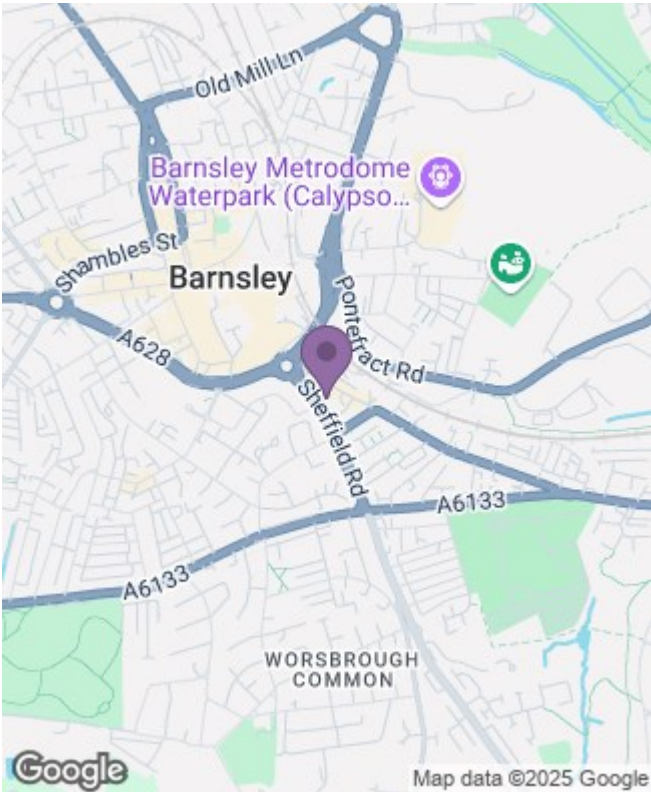 Old Mill Ln
Barnsley Metrodome
Waterpark (Calypso...
Shambles St
Barnsley
Pontefract Rd
A628
Sheffield Rd
A6133
A6133
WORSBROUGH
COMMON
Google
Map data ©2025 Google